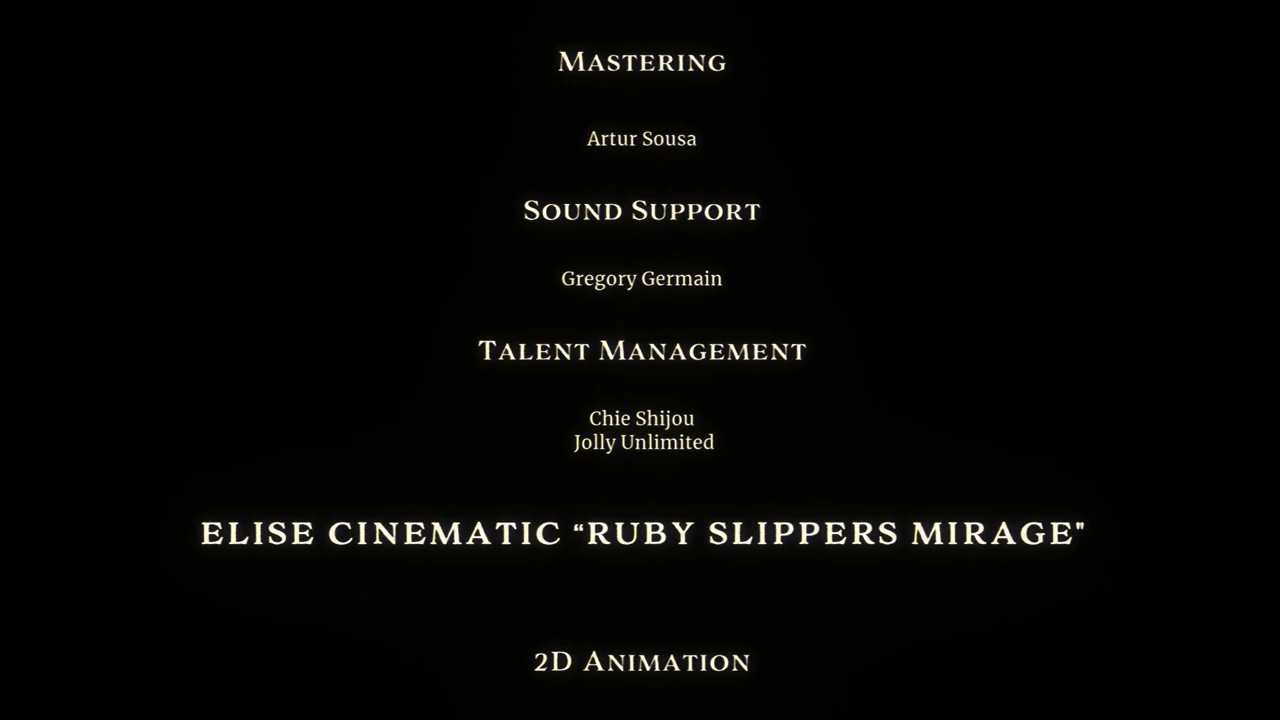 Mastering
Artur Sousa
Sound Support
Gregory Germain
Talent Management
Chie Shijou
Jolly Unlimited
ELISE CINEMATIC “RUBY SLIPPERS MIRAGE"
2D Animation